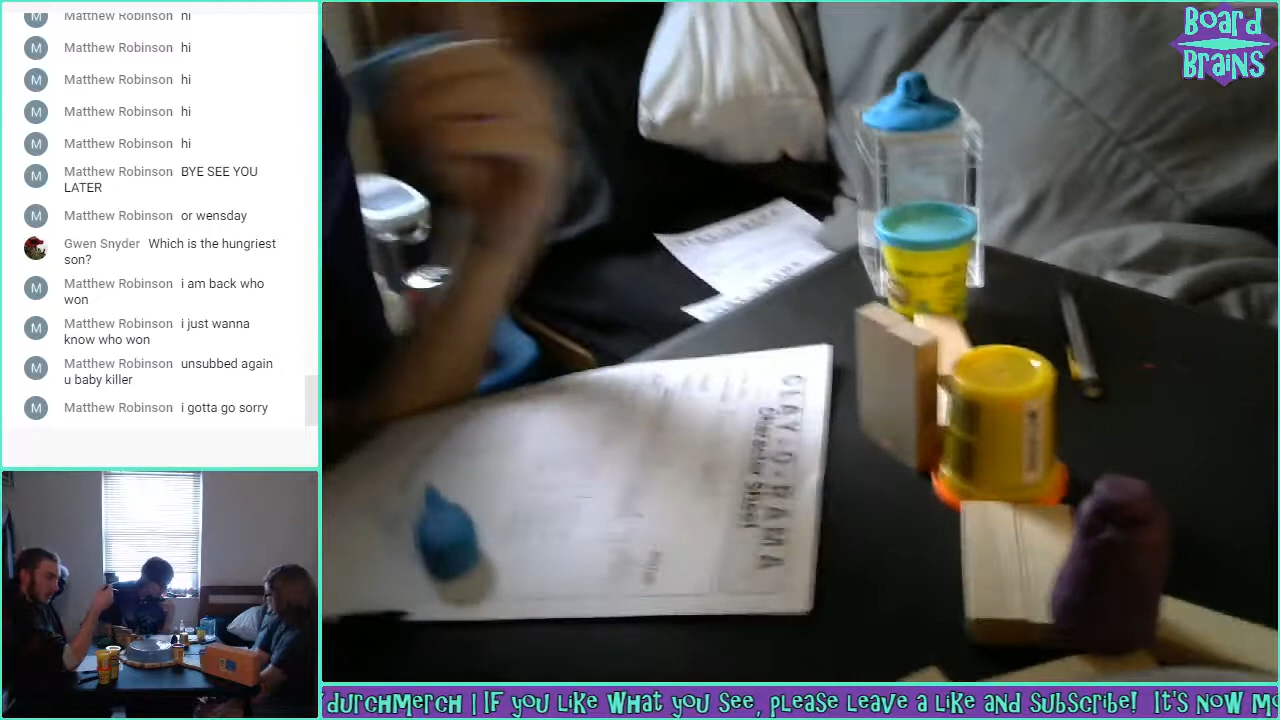 Matthew Robinson hi
Matthew Robinson hi
Matthew Robinson hi
Matthew Robinson hi
Matthew Robinson hi
Matthew Robinson BYE SEE YOU
LATER
Matthew Robinson or wensday
Gwen Snyder Which is the hungriest
son?
Matthew Robinson i am back who
won
Matthew Robinson i just wanna
know who won
Matthew Robinson unsubbed again
u baby killer
Matthew Robinson i gotta go sorry
M
M
M
M
M
M
M
M
M
M
M
Board
BRaiNS
CLAY-O-RAMA
Character Sheet
durchMerch | IF you Like What you See, please Leave a Like and Subscribe! It's now Mo